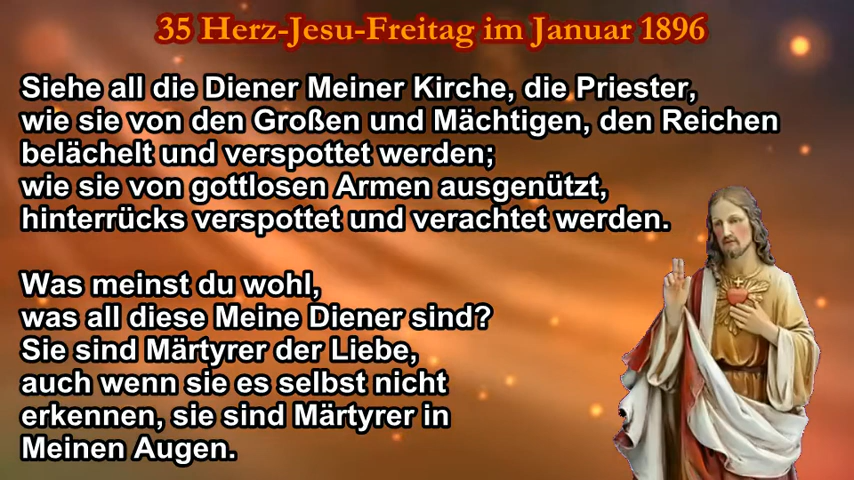 35 Herz-Jesu-Freitag im Januar 1896
Siehe all die Diener Meiner Kirche, die Priester,
wie sie von den Großen und Mächtigen, den Reichen
belächelt und verspottet werden;
wie sie von gottlosen Armen ausgenützt,
hinterrücks verspottet und verachtet werden.
Was meinst du wohl,
was all diese Meine Diener sind?
Sie sind Märtyrer der Liebe,
auch wenn sie es selbst nicht
erkennen, sie sind Märtyrer in
Meinen Augen.